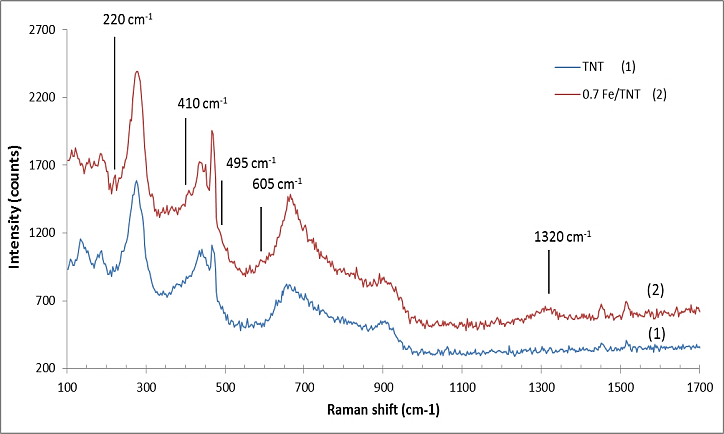 220 cm-1
2700
TNT (1)
0.7 Fe/TNT (2)
2200
410 cm-1
1700
495 cm-1
605 cm-1
Intensity (counts)
1200
1320 cm-1
700
(2)
(1)
200
100 300 500 700 900 1100 1300 1500 1700
Raman shift (cm-1)